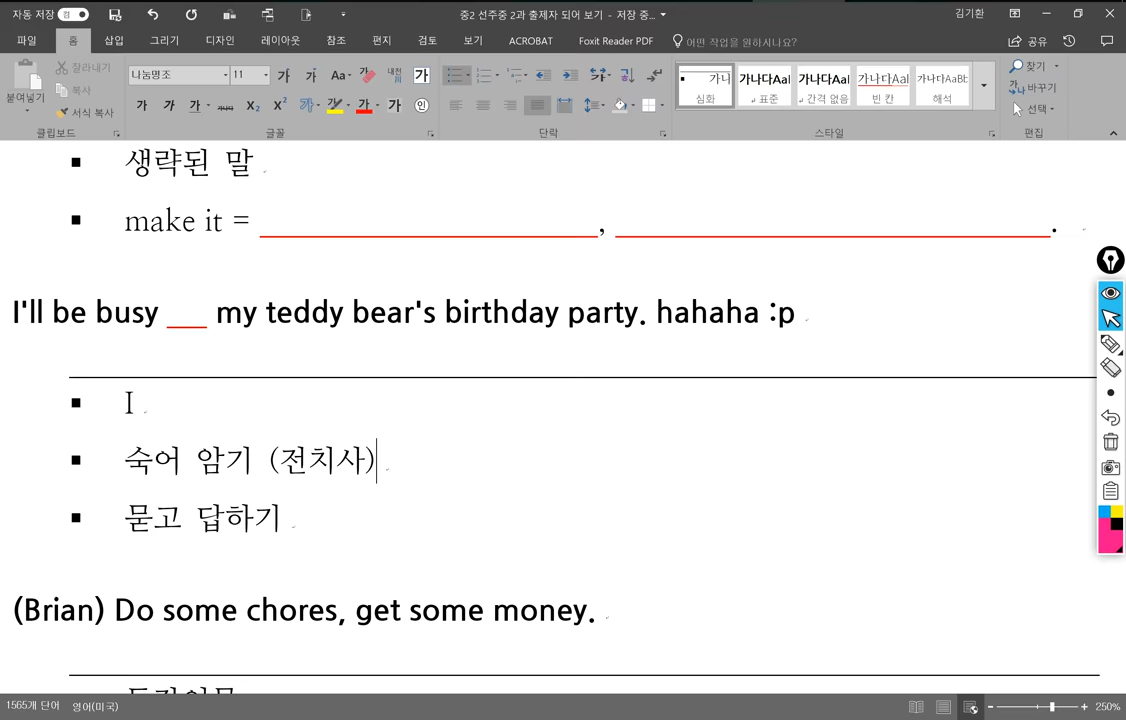 자동 저장 켬 중2 선주중 2과 출제자 되어 보기 - 저장 중... 김기환
파일 홈 삽입 그리기 디자인 레이아웃 참조 편지 검토 보기 ACROBAT Foxit Reader PDF 어떤 작업을 원하시나요? 공유
붙여넣기 잘라내기 복사 서식 복사
나눔명조 11
가나 가나다Aal 가나다Aal 가나다Aal 가나다AaBb
심화 표준 간격 없음 빈 칸 해석
찾기 바꾸기 선택
클립보드 글꼴 단락 스타일 편집
생략된 말
make it = , .
I'll be busy my teddy bear's birthday party. hahaha :p
I
숙어 암기 (전치사)
묻고 답하기
(Brian) Do some chores, get some money.
1565개 단어 영어(미국) 250%